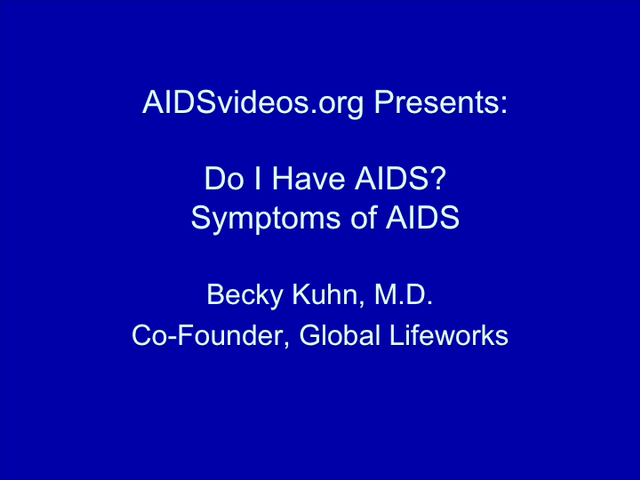 AIDSvideos.org Presents:
Do I Have AIDS?
Symptoms of AIDS
Becky Kuhn, M.D.
Co-Founder, Global Lifeworks